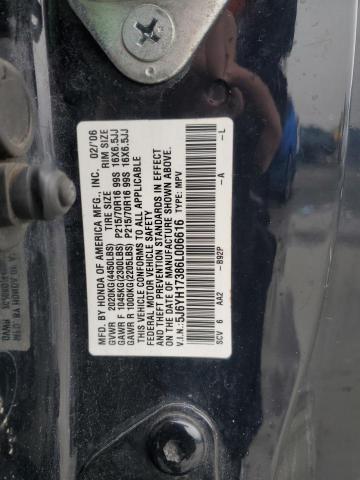 MFD. BY HONDA OF AMERICA MFG., INC. 02/'06
GVWR 2020KG(4450LBS) TIRE SIZE RIM SIZE
GAWR F 1045KG(2300LBS) P215/70R16 99S 16X6.5JJ
GAWR R 1000KG(2205LBS) P215/70R16 99S 16X6.5JJ
THIS VEHICLE CONFORMS TO ALL APPLICABLE
FEDERAL MOTOR VEHICLE SAFETY
AND THEFT PREVENTION STANDARDS IN EFFECT
ON THE DATE OF MANUFACTURE SHOWN ABOVE.
V.I.N.: 5J6YH17386L006616 TYPE: MPV
SCV 6 AA2 -B92P -A -L